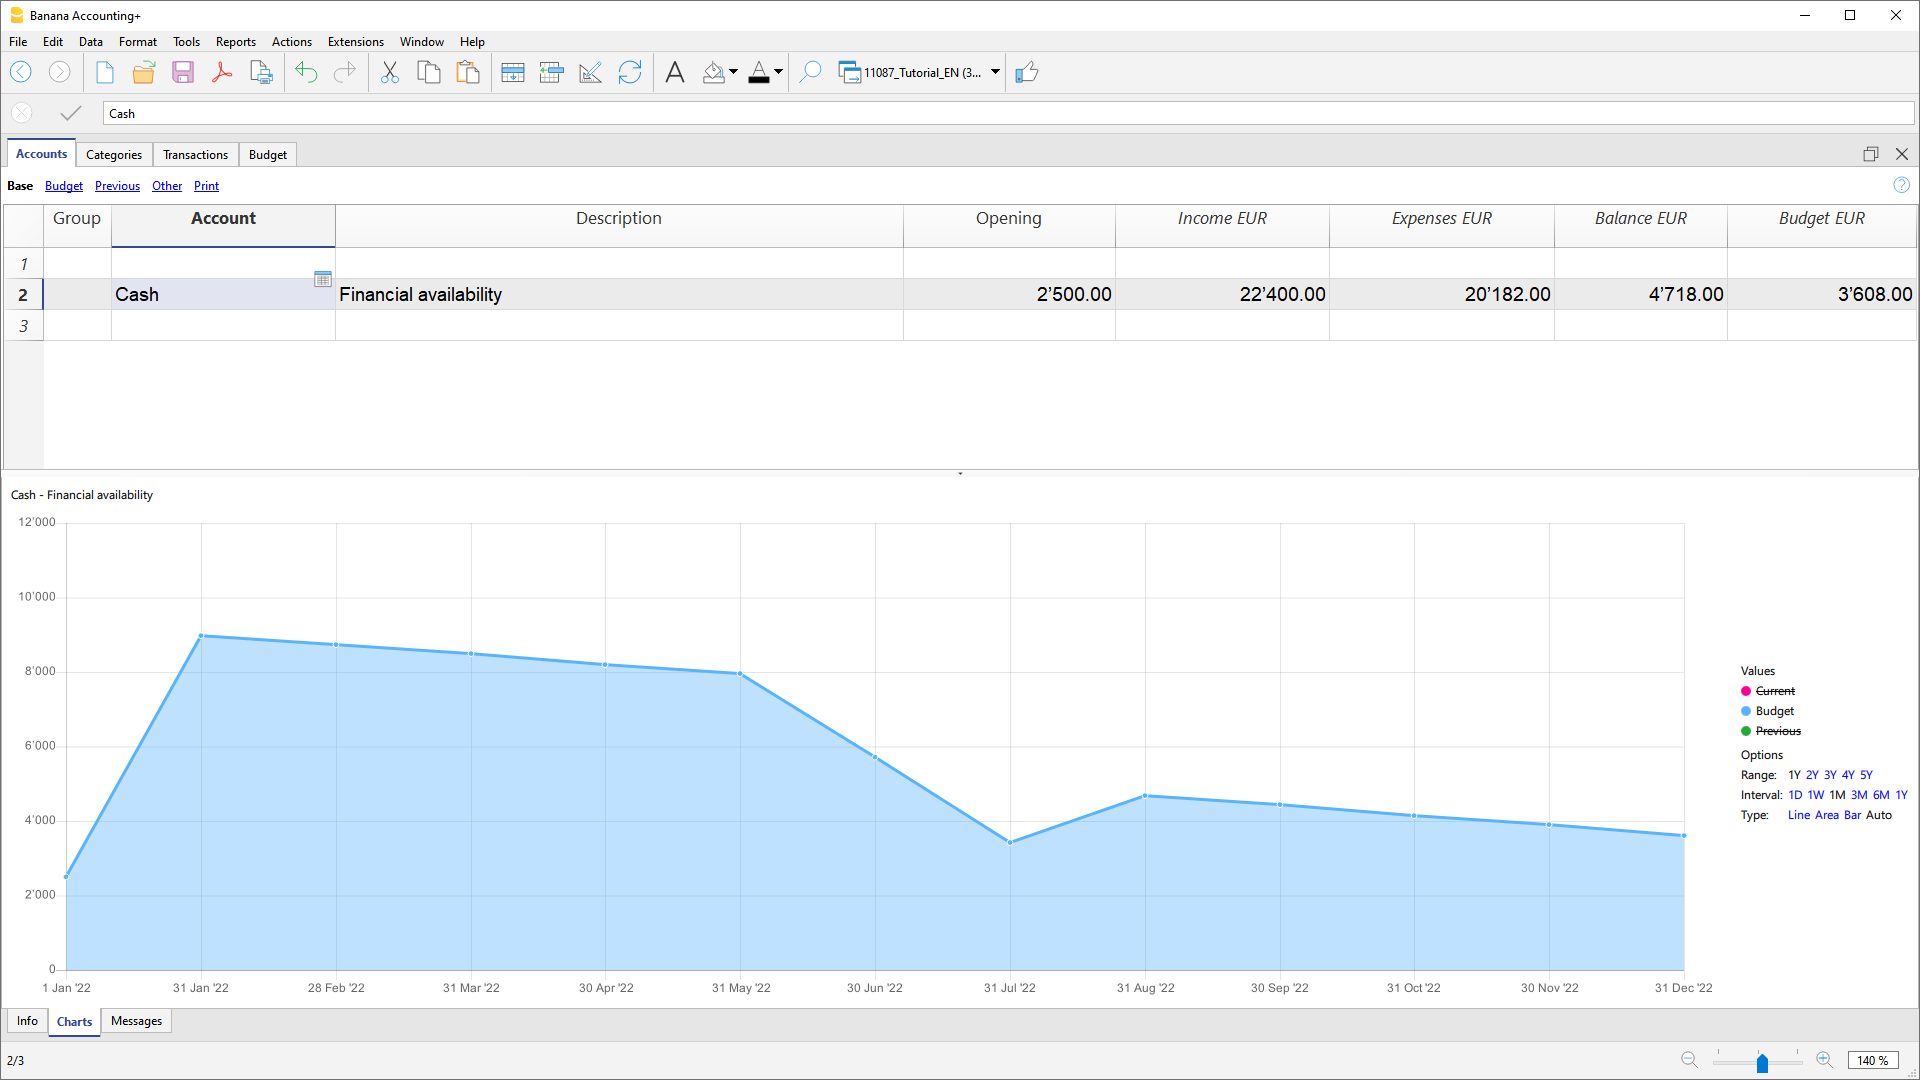 Banana Accounting+
File Edit Data Format Tools Reports Actions Extensions Window Help
11087_Tutorial_EN (3...
Cash
Accounts Categories Transactions Budget
Base Budget Previous Other Print
Group Account Description Opening Income EUR Expenses EUR Balance EUR Budget EUR
1
2 Cash Financial availability 2’500.00 22’400.00 20’182.00 4’718.00 3’608.00
3
Cash - Financial availability
12'000
10'000
8'000
6'000
4'000
2'000
0
1 Jan '22 31 Jan '22 28 Feb '22 31 Mar '22 30 Apr '22 31 May '22 30 Jun '22 31 Jul '22 31 Aug '22 30 Sep '22 31 Oct '22 30 Nov '22 31 Dec '22
Values
Current
Budget
Previous
Options
Range: 1Y 2Y 3Y 4Y 5Y
Interval: 1D 1W 1M 3M 6M 1Y
Type: Line Area Bar Auto
Info Charts Messages
2/3
140 %